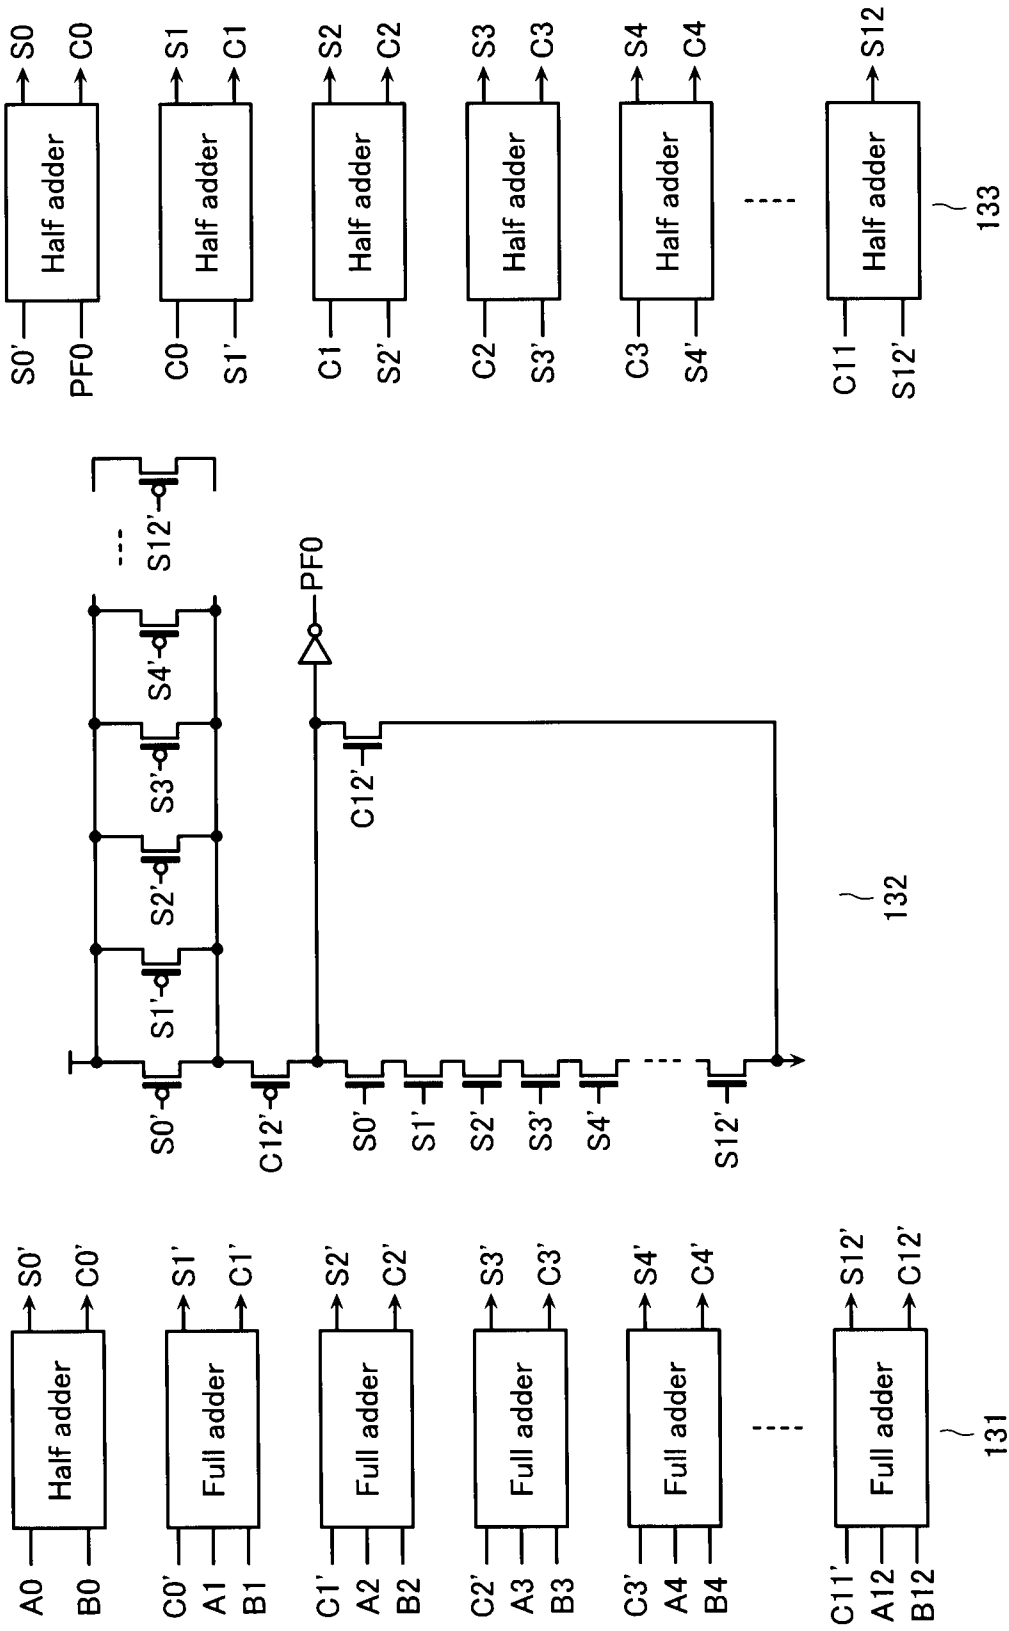 A0
B0
Half adder
S0'
C0'
C0'
A1
B1
Full adder
S1'
C1'
C1'
A2
B2
Full adder
S2'
C2'
C2'
A3
B3
Full adder
S3'
C3'
C3'
A4
B4
Full adder
S4'
C4'
C11'
A12
B12
Full adder
S12'
C12'
131
S0'
S1'
S2'
S3'
S4'
S12'
C12'
S0'
S1'
S2'
S3'
S4'
S12'
C12'
PF0
132
S0'
PF0
Half adder
S0
C0
C0
S1'
Half adder
S1
C1
C1
S2'
Half adder
S2
C2
C2
S3'
Half adder
S3
C3
C3
S4'
Half adder
S4
C4
C11
S12'
Half adder
S12
133